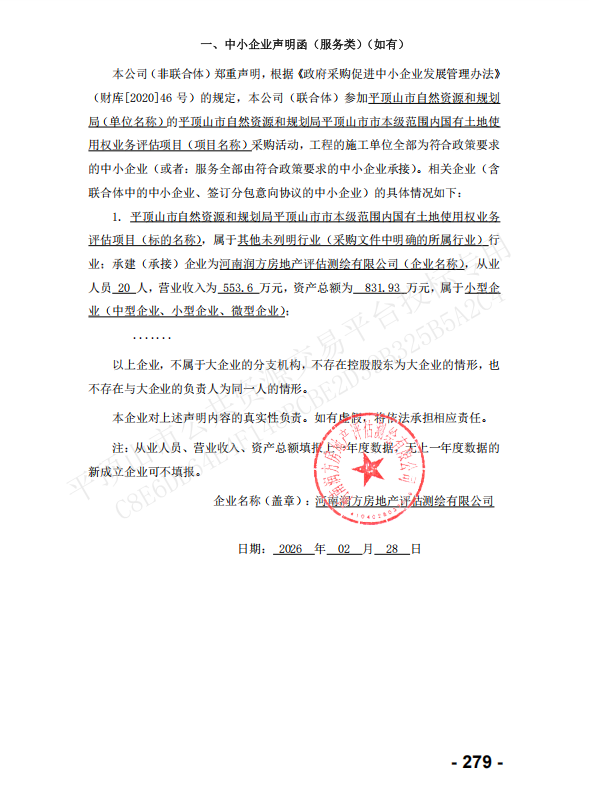 一、中小企业声明函（服务类）（如有）
本公司（非联合体）郑重声明，根据《政府采购促进中小企业发展管理办法》
（财库[2020]46 号）的规定，本公司（联合体）参加平顶山市自然资源和规划
局（单位名称）的平顶山市自然资源和规划局平顶山市市本级范围内国有土地使
用权业务评估项目（项目名称）采购活动，工程的施工单位全部为符合政策要求
的中小企业（或者：服务全部由符合政策要求的中小企业承接）。相关企业（含
联合体中的中小企业、签订分包意向协议的中小企业）的具体情况如下：
1. 平顶山市自然资源和规划局平顶山市市本级范围内国有土地使用权业务
评估项目（标的名称），属于其他未列明行业（采购文件中明确的所属行业）行
业；承建（承接）企业为河南润方房地产评估测绘有限公司（企业名称），从业
人员 20 人，营业收入为 553.6 万元，资产总额为 831.93 万元，属于小型企
业（中型企业、小型企业、微型企业）；
·······
以上企业，不属于大企业的分支机构，不存在控股股东为大企业的情形，也
不存在与大企业的负责人为同一人的情形。
本企业对上述声明内容的真实性负责。如有虚假，将依法承担相应责任。
注：从业人员、营业收入、资产总额填报上一年度数据，无上一年度数据的
新成立企业可不填报。
企业名称（盖章）：河南润方房地产评估测绘有限公司
日期： 2026 年 02 月 28 日
河南润方房地产评估测绘有限公司
- 279 -